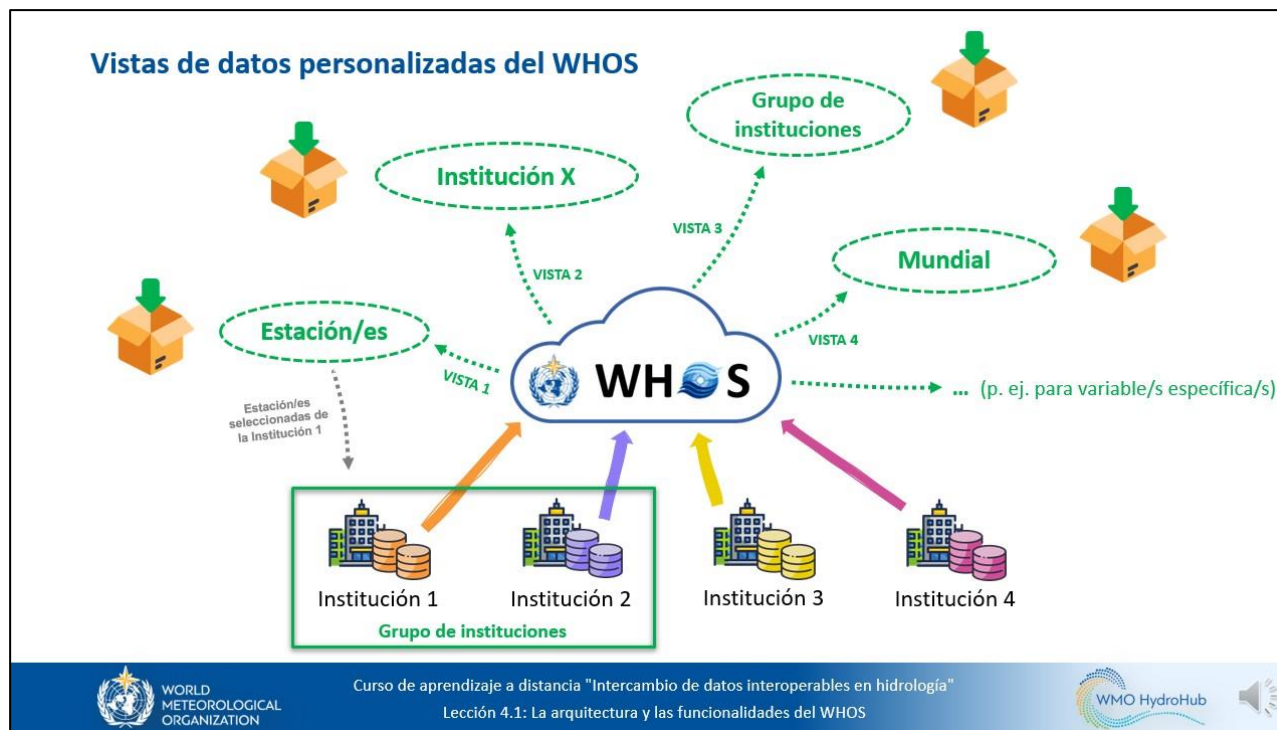 Vistas de datos personalizadas del WHOS
Grupo de
instituciones
Institución X
VISTA 3
Mundial
VISTA 2
Estación/es
VISTA 4
VISTA 1
WHOS
... (p. ej. para variable/s específica/s)
Estación/es
seleccionadas de
la Institución 1
Institución 1
Institución 2
Institución 3
Institución 4
Grupo de instituciones
WORLD
METEOROLOGICAL
ORGANIZATION
Curso de aprendizaje a distancia "Intercambio de datos interoperables en hidrología"
Lección 4.1: La arquitectura y las funcionalidades del WHOS
WMO HydroHub